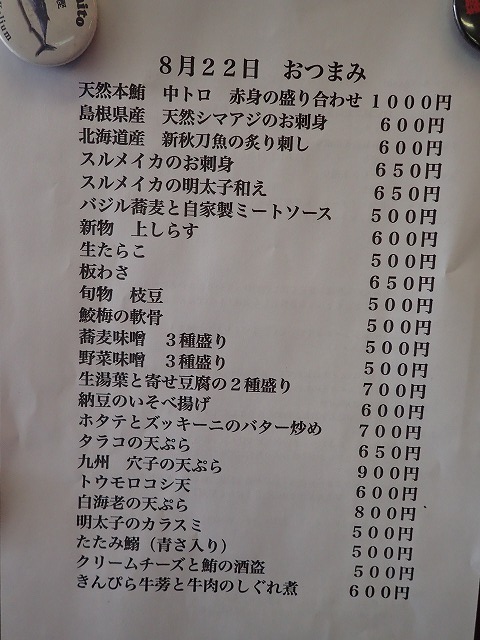 8月22日　おつまみ
天然本鮪　中トロ　赤身の盛り合わせ 1000円
島根県産　天然シマアジのお刺身 600円
北海道産　新秋刀魚の炙り刺し 600円
スルメイカのお刺身 650円
スルメイカの明太子和え 650円
バジル蕎麦と自家製ミートソース 500円
新物　上しらす 600円
生たらこ 500円
板わさ 650円
旬物　枝豆 500円
鮫梅の軟骨 500円
蕎麦味噌　3種盛り 500円
野菜味噌　3種盛り 500円
生湯葉と寄せ豆腐の2種盛り 700円
納豆のいそべ揚げ 600円
ホタテとズッキーニのバター炒め 700円
タラコの天ぷら 650円
九州　穴子の天ぷら 900円
トウモロコシ天 600円
白海老の天ぷら 800円
明太子のカラスミ 500円
たたみ鰯（青さ入り） 500円
クリームチーズと鮪の酒盗 500円
きんぴら牛蒡と牛肉のしぐれ煮 600円